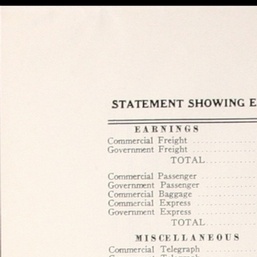 STATEMENT SHOWING E
EARNINGS
Commercial Freight
Government Freight
TOTAL
Commercial Passenger
Government Passenger
Commercial Baggage
Commercial Express
Government Express
TOTAL
MISCELLANEOUS
Commercial Telegraph